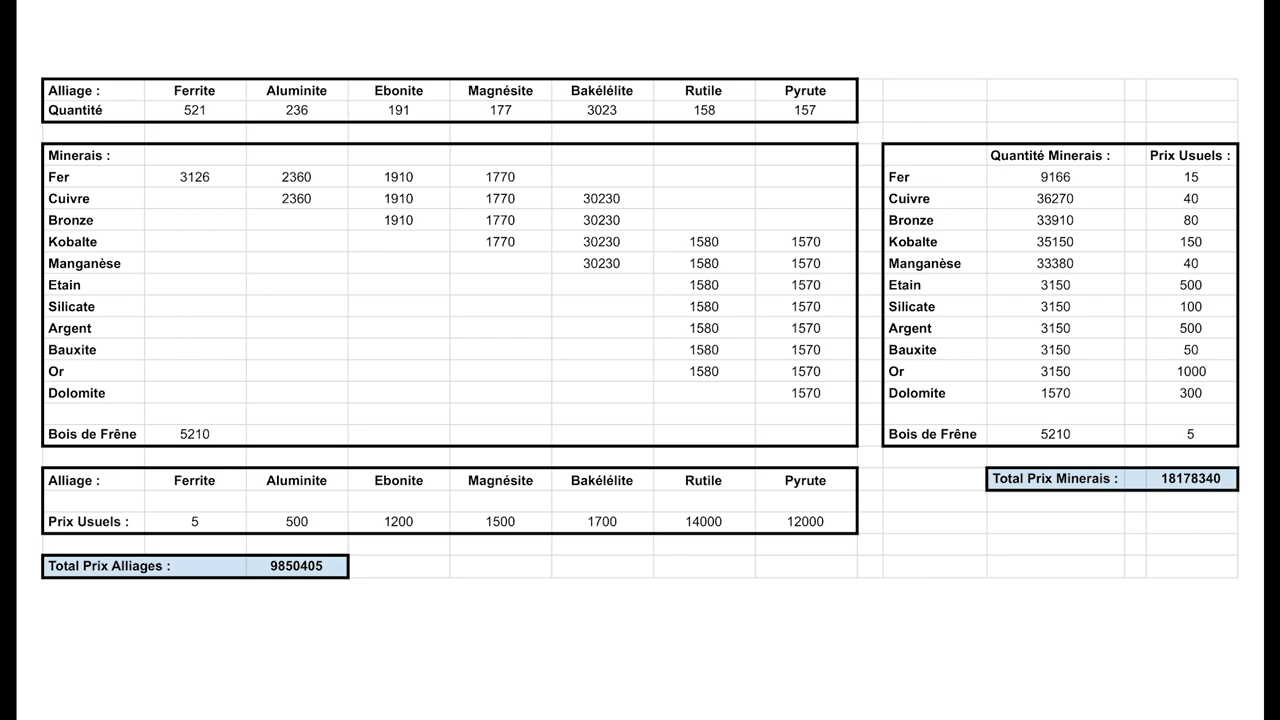 Alliage : Ferrite Aluminite Ebonite Magnésite Bakélélite Rutile Pyrute
Quantité 521 236 191 177 3023 158 157
Minerais :
Fer 3126 2360 1910 1770
Cuivre 2360 1910 1770 30230
Bronze 1910 1770 30230
Kobalte 1770 30230 1580 1570
Manganèse 30230 1580 1570
Etain 1580 1570
Silicate 1580 1570
Argent 1580 1570
Bauxite 1580 1570
Or 1580 1570
Dolomite 1570
Bois de Frêne 5210
Quantité Minerais : Prix Usuels :
Fer 9166 15
Cuivre 36270 40
Bronze 33910 80
Kobalte 35150 150
Manganèse 33380 40
Etain 3150 500
Silicate 3150 100
Argent 3150 500
Bauxite 3150 50
Or 3150 1000
Dolomite 1570 300
Bois de Frêne 5210 5
Alliage : Ferrite Aluminite Ebonite Magnésite Bakélélite Rutile Pyrute
Prix Usuels : 5 500 1200 1500 1700 14000 12000
Total Prix Minerais : 18178340
Total Prix Alliages : 9850405